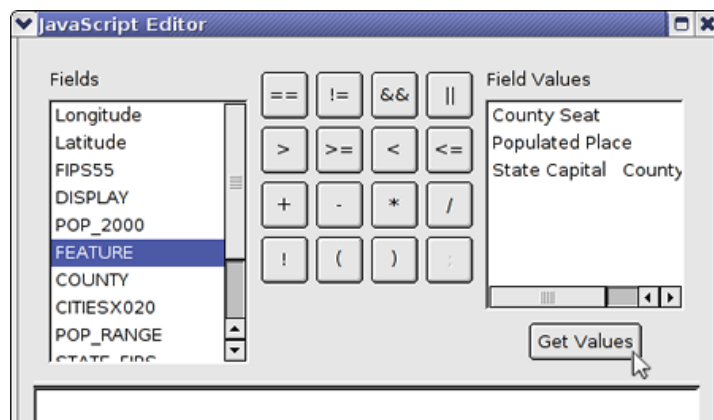 JavaScript Editor
Fields
Longitude
Latitude
FIPS55
DISPLAY
POP_2000
FEATURE
COUNTY
CITIESX020
POP_RANGE
STATE_FIPS
== != && ||
> >= < <=
+ - * /
! ( ) ;
Field Values
County Seat
Populated Place
State Capital County
Get Values